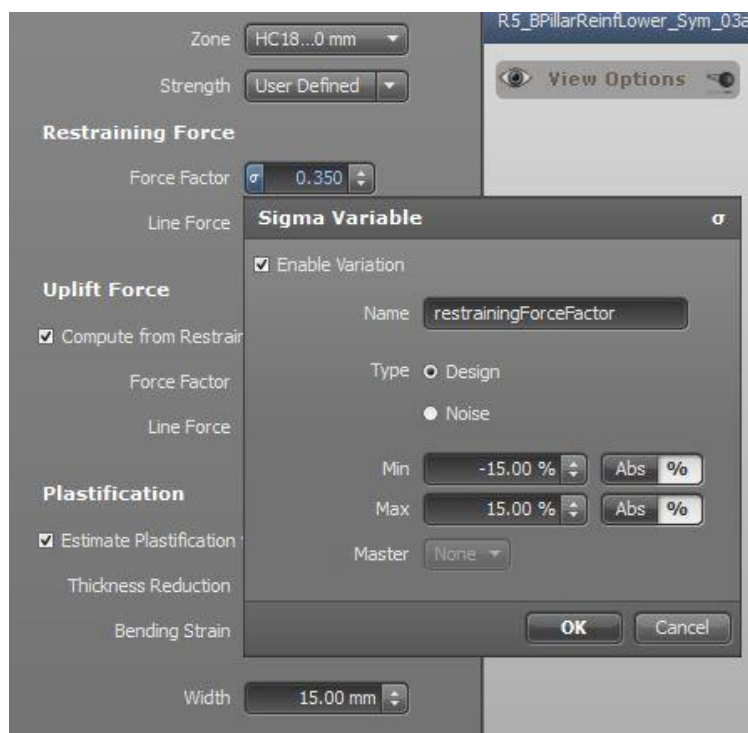 R5_BPillarReinfLower_Sym_03a
Zone HC18...0 mm
View Options
Strength User Defined
Restraining Force
Force Factor σ 0.350
Line Force
Sigma Variable σ
Enable Variation
Name restrainingForceFactor
Uplift Force
Compute from Restrain
Type Design
Force Factor
Noise
Line Force
Min -15.00 % Abs %
Plastification
Max 15.00 % Abs %
Estimate Plastification
Master None
Thickness Reduction
Bending Strain
OK Cancel
Width 15.00 mm